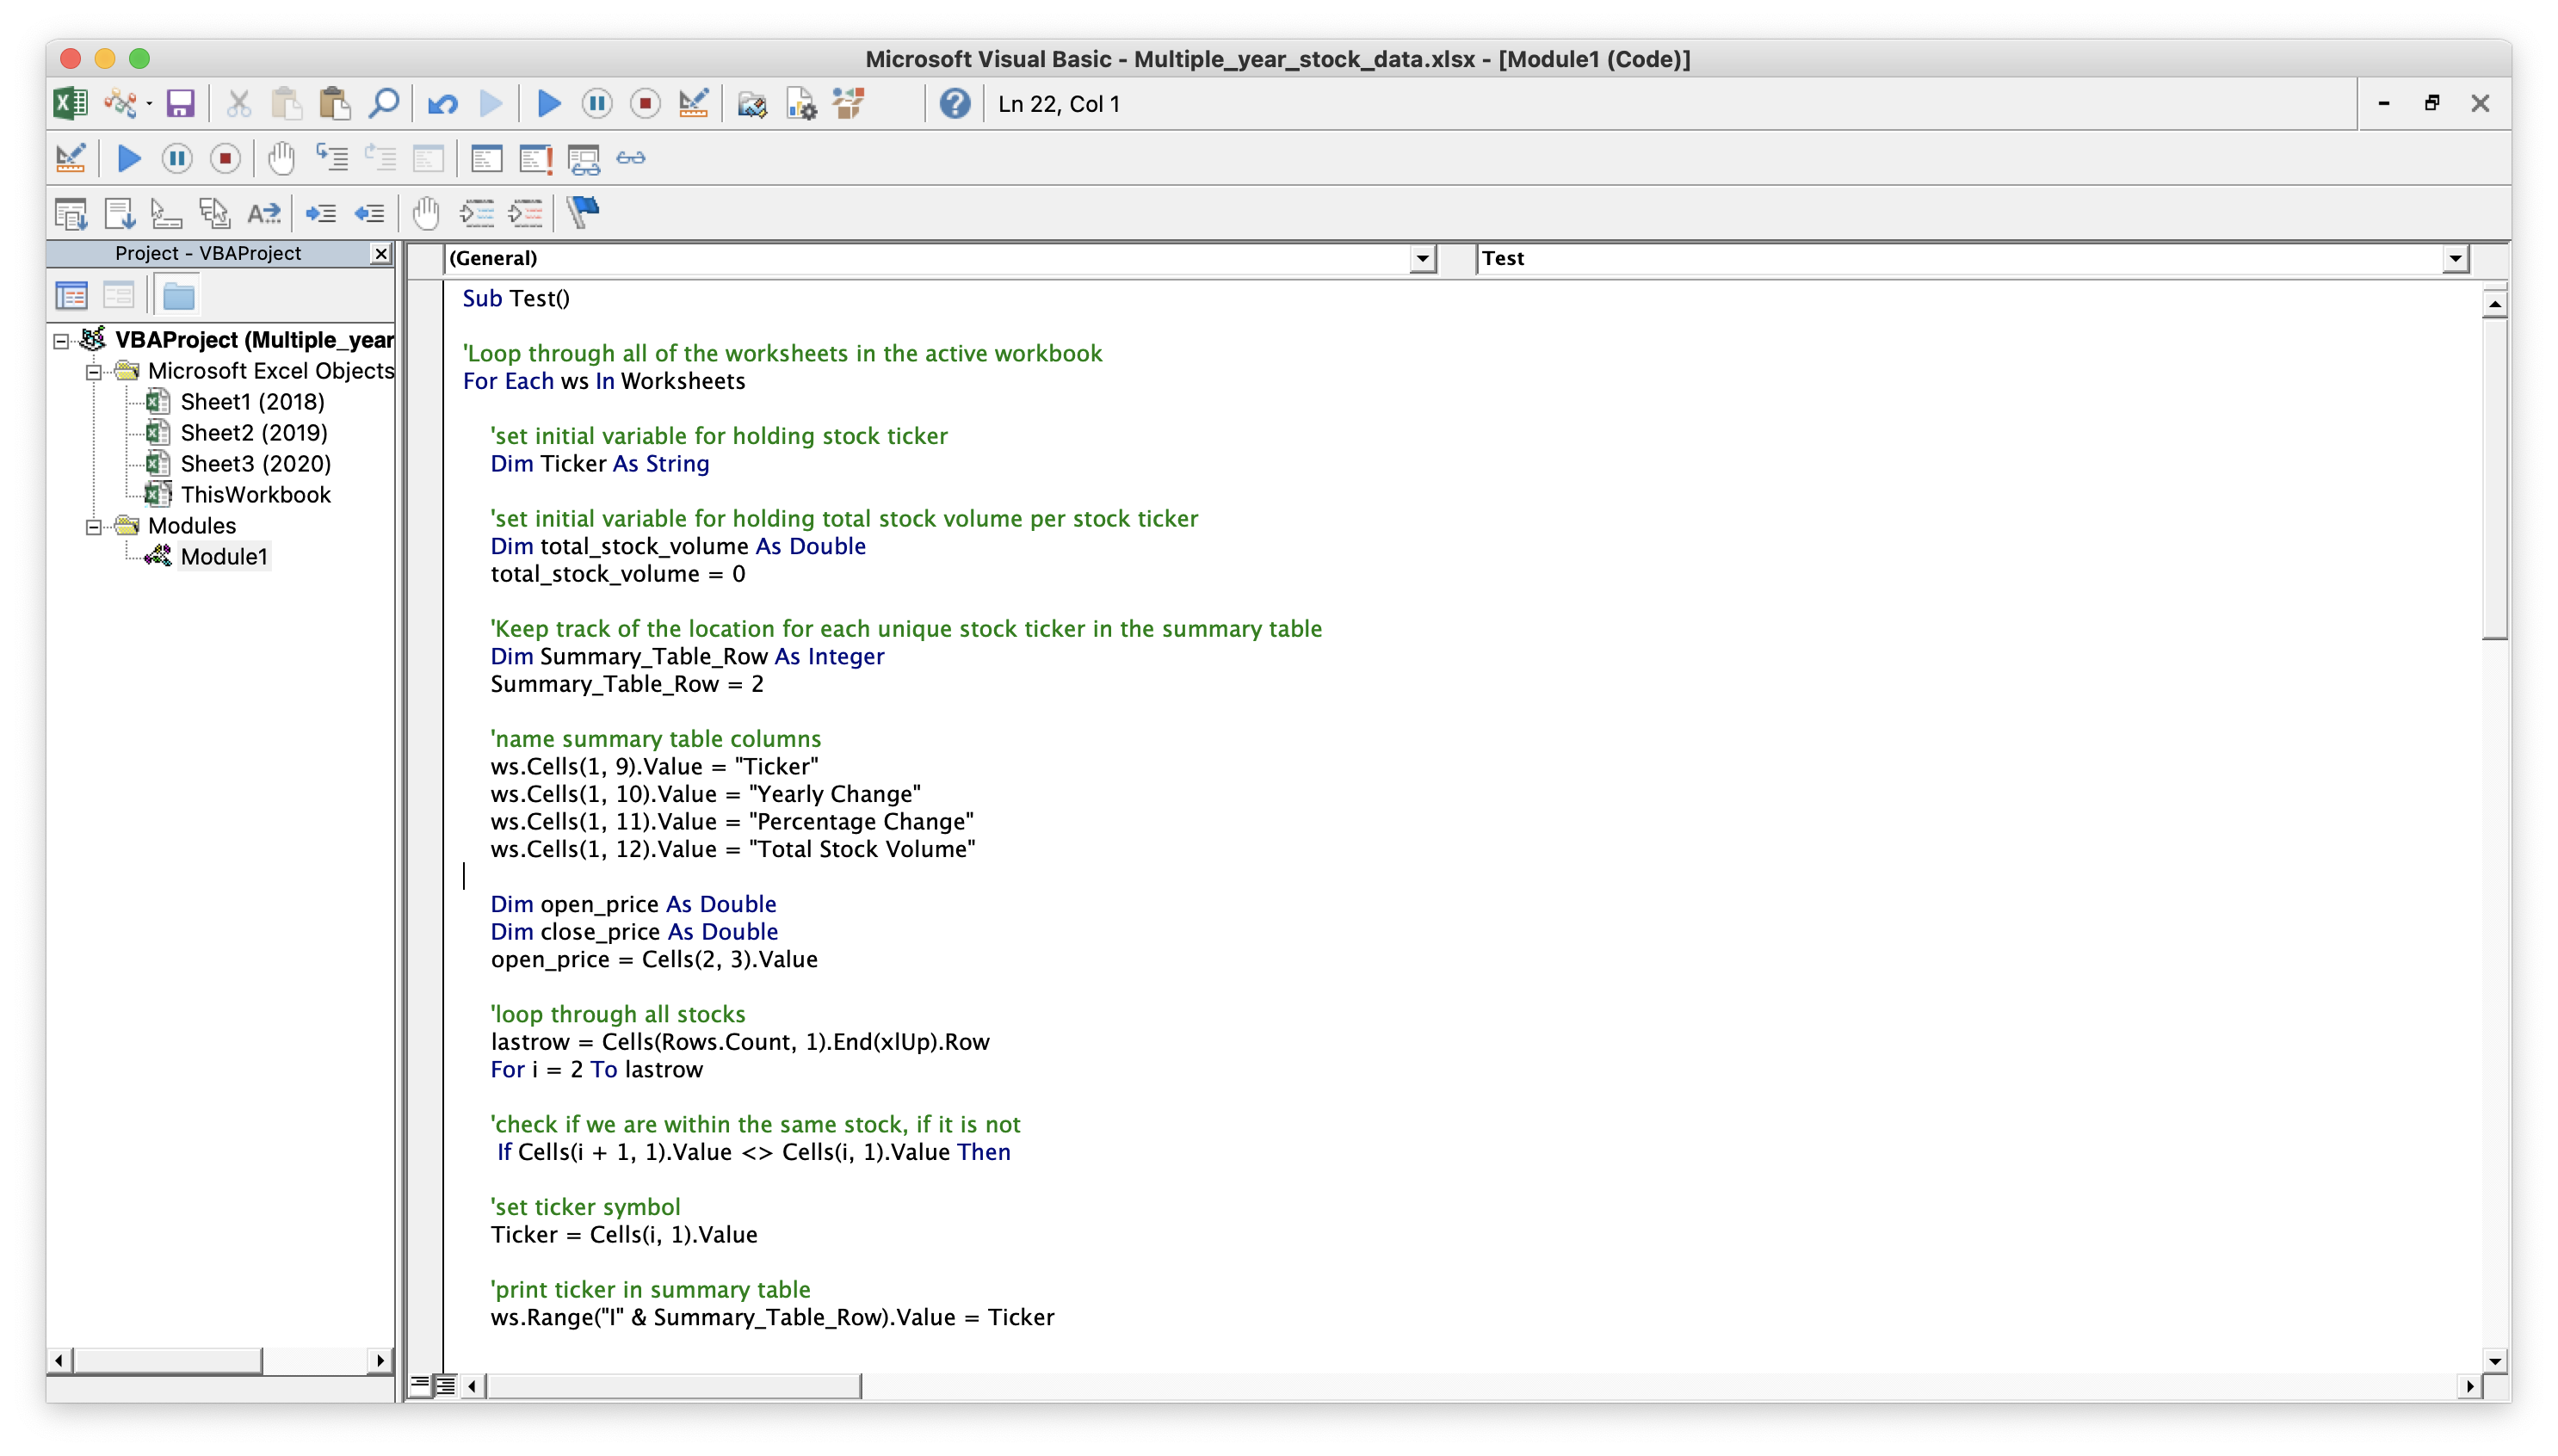 Microsoft Visual Basic - Multiple_year_stock_data.xlsx - [Module1 (Code)]
Ln 22, Col 1
Project - VBAProject
VBAProject (Multiple_year
Microsoft Excel Objects
Sheet1 (2018)
Sheet2 (2019)
Sheet3 (2020)
ThisWorkbook
Modules
Module1
(General)
Test
Sub Test()
'Loop through all of the worksheets in the active workbook
For Each ws In Worksheets
'set initial variable for holding stock ticker
Dim Ticker As String
'set initial variable for holding total stock volume per stock ticker
Dim total_stock_volume As Double
total_stock_volume = 0
'Keep track of the location for each unique stock ticker in the summary table
Dim Summary_Table_Row As Integer
Summary_Table_Row = 2
'name summary table columns
ws.Cells(1, 9).Value = "Ticker"
ws.Cells(1, 10).Value = "Yearly Change"
ws.Cells(1, 11).Value = "Percentage Change"
ws.Cells(1, 12).Value = "Total Stock Volume"
Dim open_price As Double
Dim close_price As Double
open_price = Cells(2, 3).Value
'loop through all stocks
lastrow = Cells(Rows.Count, 1).End(xlUp).Row
For i = 2 To lastrow
'check if we are within the same stock, if it is not
If Cells(i + 1, 1).Value <> Cells(i, 1).Value Then
'set ticker symbol
Ticker = Cells(i, 1).Value
'print ticker in summary table
ws.Range("I" & Summary_Table_Row).Value = Ticker